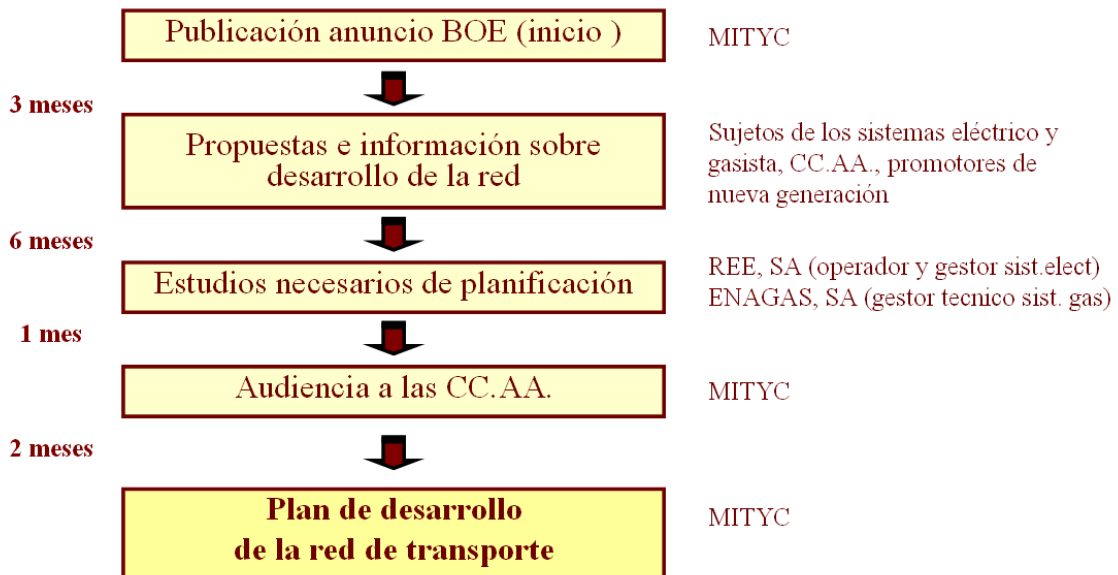 Publicación anuncio BOE (inicio )
MITYC
3 meses
Propuestas e información sobre
desarrollo de la red
Sujetos de los sistemas eléctrico y
gasista, CC.AA., promotores de
nueva generación
6 meses
Estudios necesarios de planificación
REE, SA (operador y gestor sist.elect)
ENAGAS, SA (gestor tecnico sist. gas)
1 mes
Audiencia a las CC.AA.
MITYC
2 meses
Plan de desarrollo
de la red de transporte
MITYC